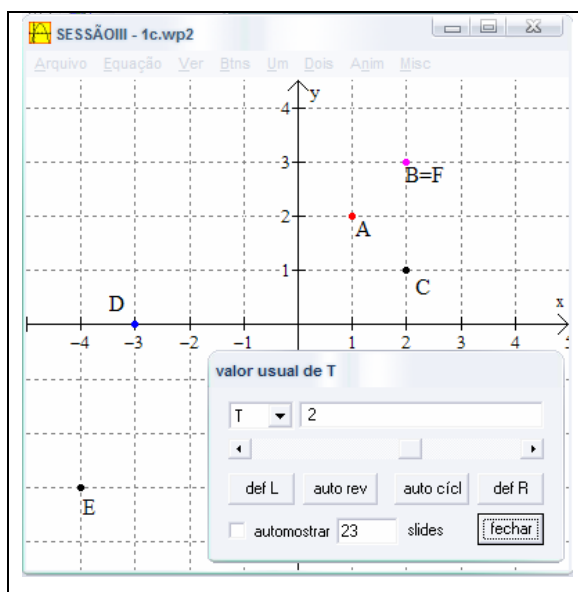 SESSÃOIII - 1c.wp2
Arquivo Equação Ver Btns Um Dois Anim Misc
y
4
3
B=F
2
A
1
C
D
x
−4 −3 −2 −1 1 2 3 4
valor usual de T
T 2
def L auto rev auto cícl def R
E
automostrar 23 slides fechar